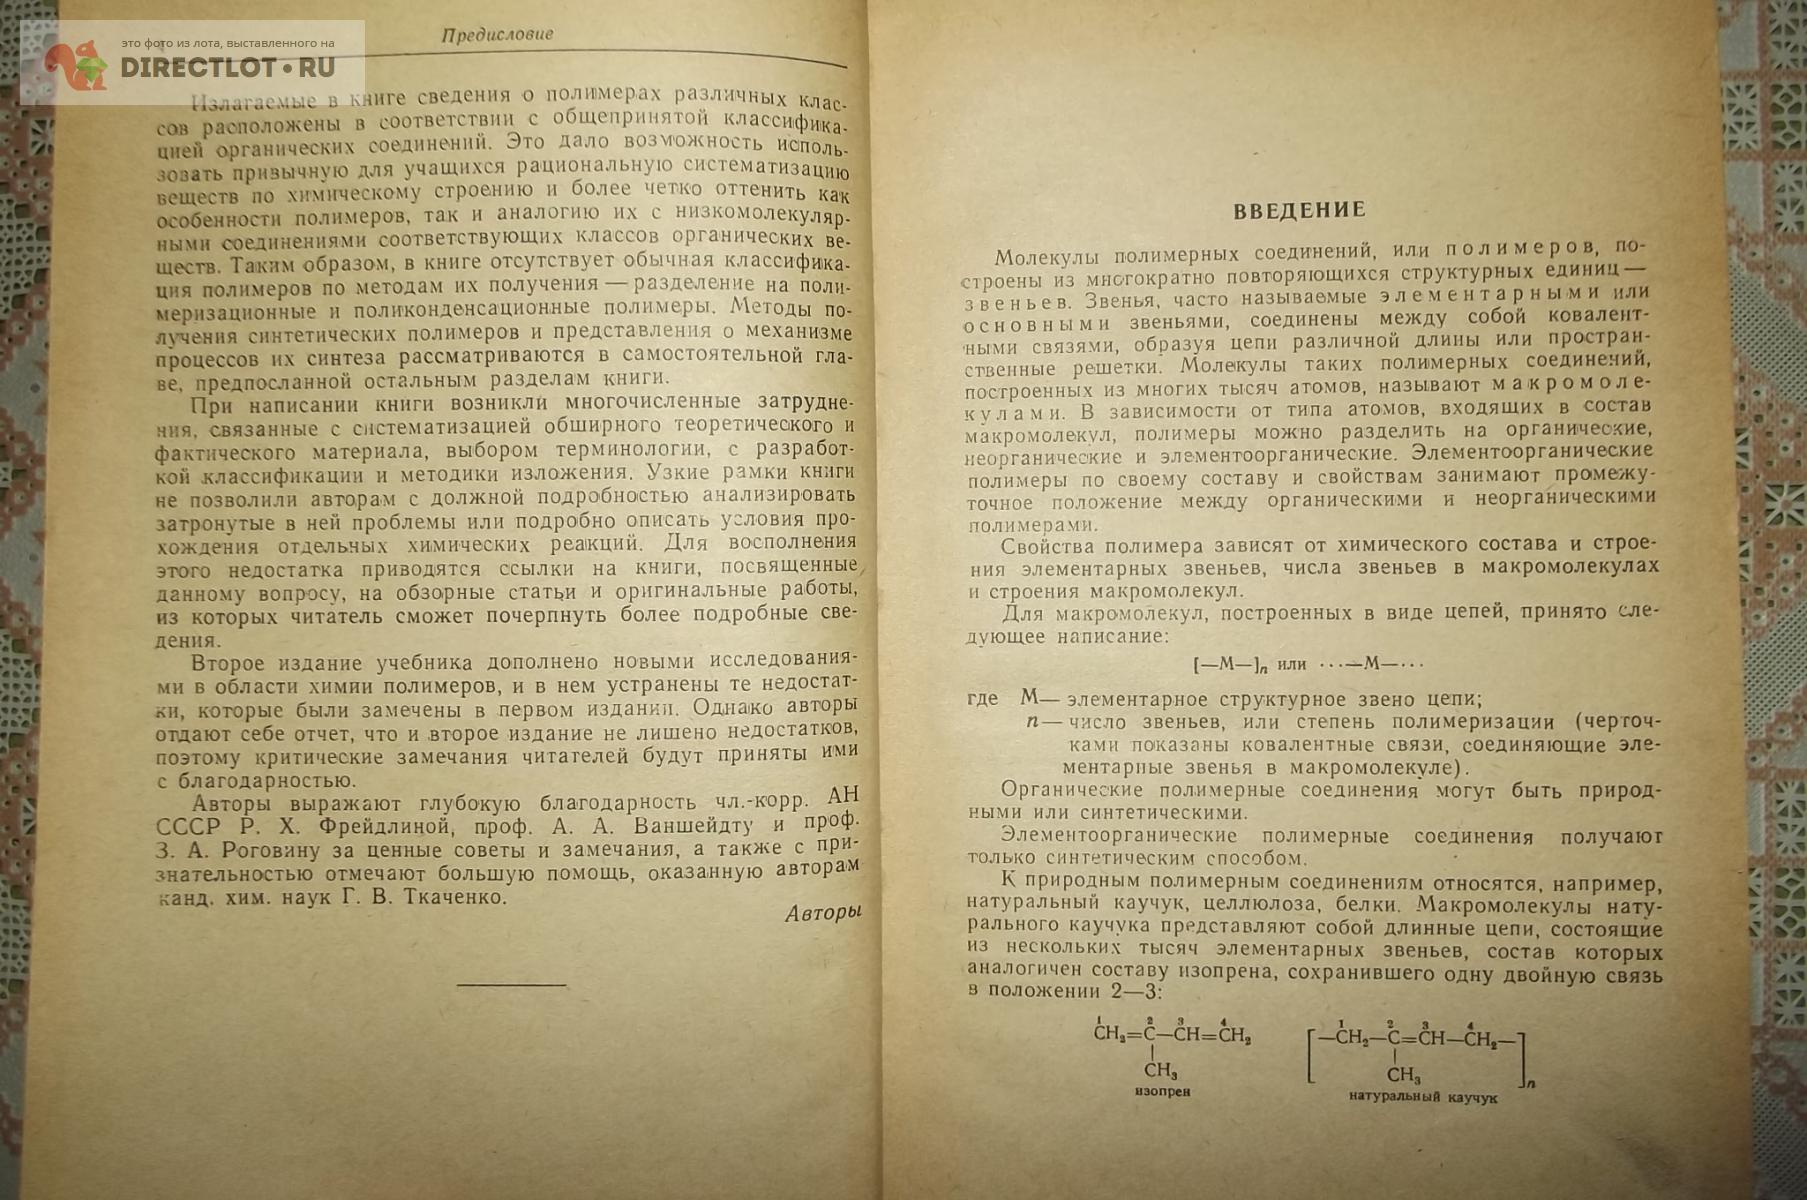 это фото из лота, выставленного на
DIRECTLOT.RU
Предисловие
Излагаемые в книге сведения о полимерах различных клас-
сов расположены в соответствии с общепринятой классифика-
цией органических соединений. Это дало возможность исполь-
зовать привычную для учащихся рациональную систематизацию
веществ по химическому строению и более четко оттенить как
особенности полимеров, так и аналогию их с низкомолекуляр-
ными соединениями соответствующих классов органических ве-
ществ. Таким образом, в книге отсутствует обычная классифика-
ция полимеров по методам их получения — разделение на поли-
меризационные и поликонденсационные полимеры. Методы по-
лучения синтетических полимеров и представления о механизме
процессов их синтеза рассматриваются в самостоятельной гла-
ве, предпосланной остальным разделам книги.
При написании книги возникли многочисленные затрудне-
ния, связанные с систематизацией обширного теоретического и
фактического материала, выбором терминологии, с разработ-
кой классификации и методики изложения. Узкие рамки книги
не позволили авторам с должной подробностью анализировать
затронутые в ней проблемы или подробно описать условия про-
хождения отдельных химических реакций. Для восполнения
этого недостатка приводятся ссылки на книги, посвященные
данному вопросу, на обзорные статьи и оригинальные работы,
из которых читатель сможет почерпнуть более подробные све-
дения.
Второе издание учебника дополнено новыми исследования-
ми в области химии полимеров, и в нем устранены те недостат-
ки, которые были замечены в первом издании. Однако авторы
отдают себе отчет, что и второе издание не лишено недостатков,
поэтому критические замечания читателей будут приняты ими
с благодарностью.
Авторы выражают глубокую благодарность чл.-корр. АН
СССР Р. Х. Фрейдлиной, проф. А. А. Ваншейдту и проф.
З. А. Роговину за ценные советы и замечания, а также с при-
знательностью отмечают большую помощь, оказанную авторам
канд. хим. наук Г. В. Ткаченко.
Авторы
ВВЕДЕНИЕ
Молекулы полимерных соединений, или полимеров, по-
строены из многократно повторяющихся структурных единиц —
звеньев. Звенья, часто называемые элементарными или
основными звеньями, соединены между собой ковалент-
ными связями, образуя цепи различной длины или простран-
ственные решетки. Молекулы таких полимерных соединений,
построенных из многих тысяч атомов, называют макромоле-
кулами. В зависимости от типа атомов, входящих в состав
макромолекул, полимеры можно разделить на органические,
неорганические и элементоорганические. Элементоорганические
полимеры по своему составу и свойствам занимают промежу-
точное положение между органическими и неорганическими
полимерами.
Свойства полимера зависят от химического состава и строе-
ния элементарных звеньев, числа звеньев в макромолекулах
и строения макромолекул.
Для макромолекул, построенных в виде цепей, принято сле-
дующее написание:
[—М—]n или ···—М—···
где М— элементарное структурное звено цепи;
n— число звеньев, или степень полимеризации (черточ-
ками показаны ковалентные связи, соединяющие эле-
ментарные звенья в макромолекуле).
Органические полимерные соединения могут быть природ-
ными или синтетическими.
Элементоорганические полимерные соединения получают
только синтетическим способом.
К природным полимерным соединениям относятся, например,
натуральный каучук, целлюлоза, белки. Макромолекулы нату-
рального каучука представляют собой длинные цепи, состоящие
из нескольких тысяч элементарных звеньев, состав которых
аналогичен составу изопрена, сохранившего одну двойную связь
в положении 2—3:
1 2 3 4 1 2 3 4
CH₂=C—CH=CH₂ [—CH₂—C=CH—CH₂—]n
CH₃ CH₃
изопрен натуральный каучук